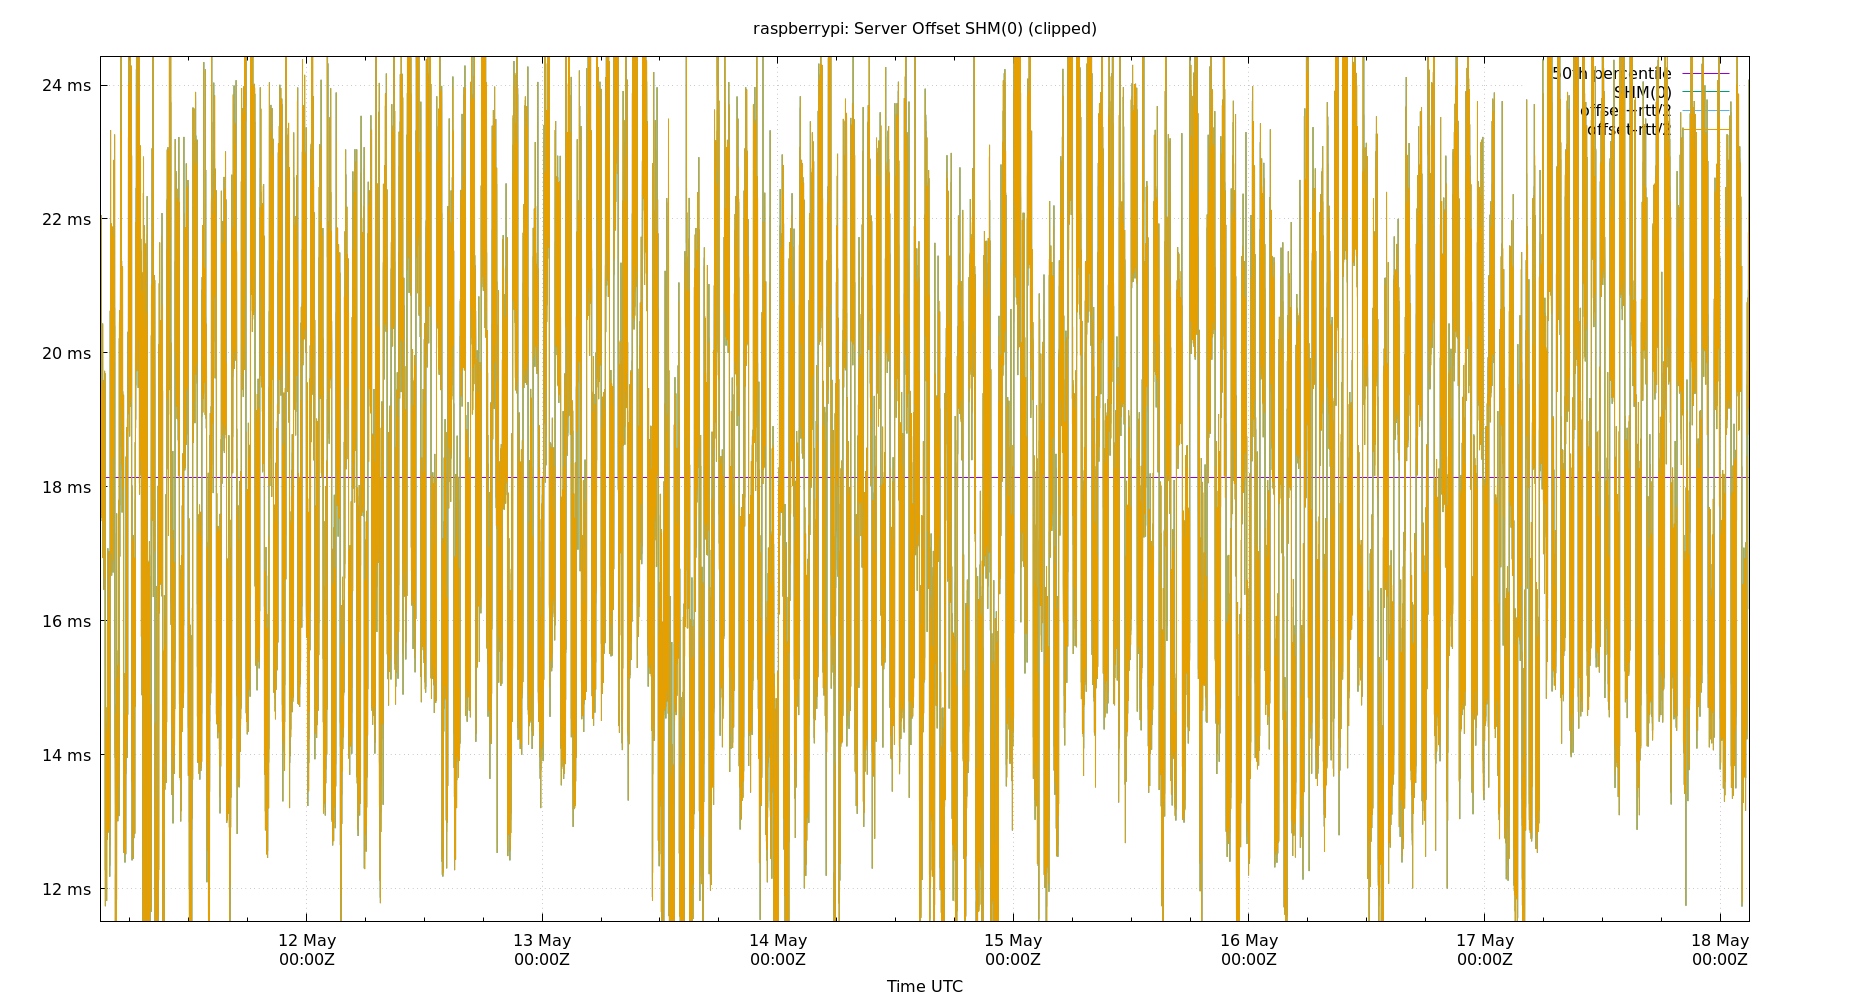 raspberrypi: Server Offset SHM(0) (clipped)
50th percentile
SHM(0)
offset+rtt/2
offset-rtt/2
24 ms
22 ms
20 ms
18 ms
16 ms
14 ms
12 ms
12 May
00:00Z
13 May
00:00Z
14 May
00:00Z
15 May
00:00Z
16 May
00:00Z
17 May
00:00Z
18 May
00:00Z
Time UTC